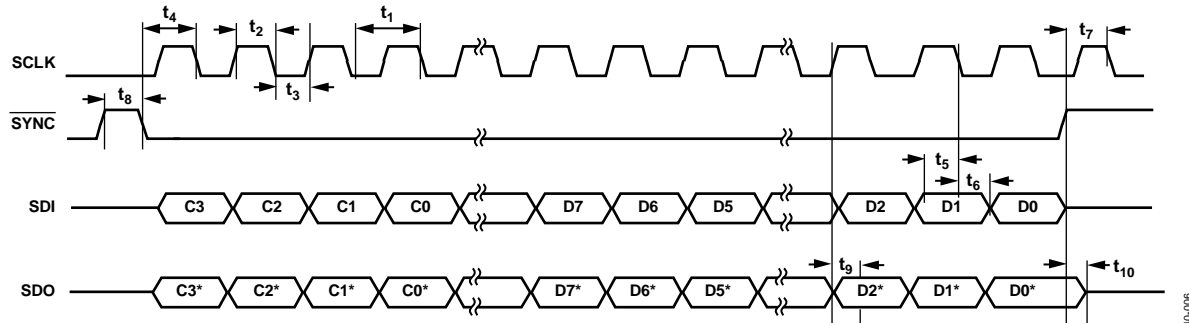 t4 t2 t1 t7
SCLK
t3
t8
SYNC
t5
t6
SDI C3 C2 C1 C0 D7 D6 D5 D2 D1 D0
t9
t10
SDO C3* C2* C1* C0* D7* D6* D5* D2* D1* D0*